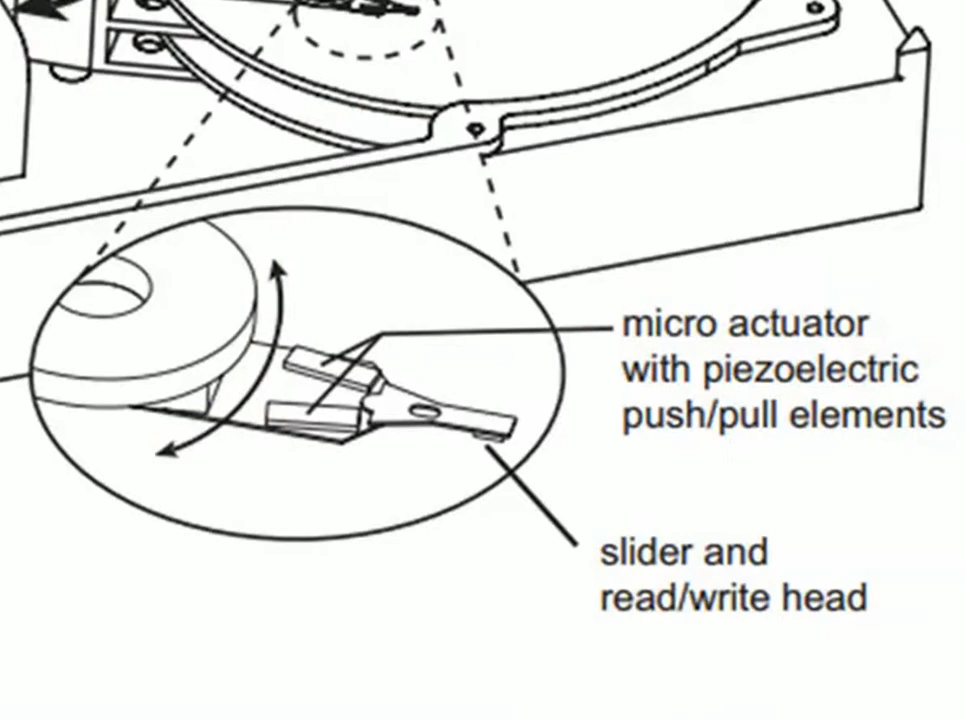 micro actuator
with piezoelectric
push/pull elements
slider and
read/write head